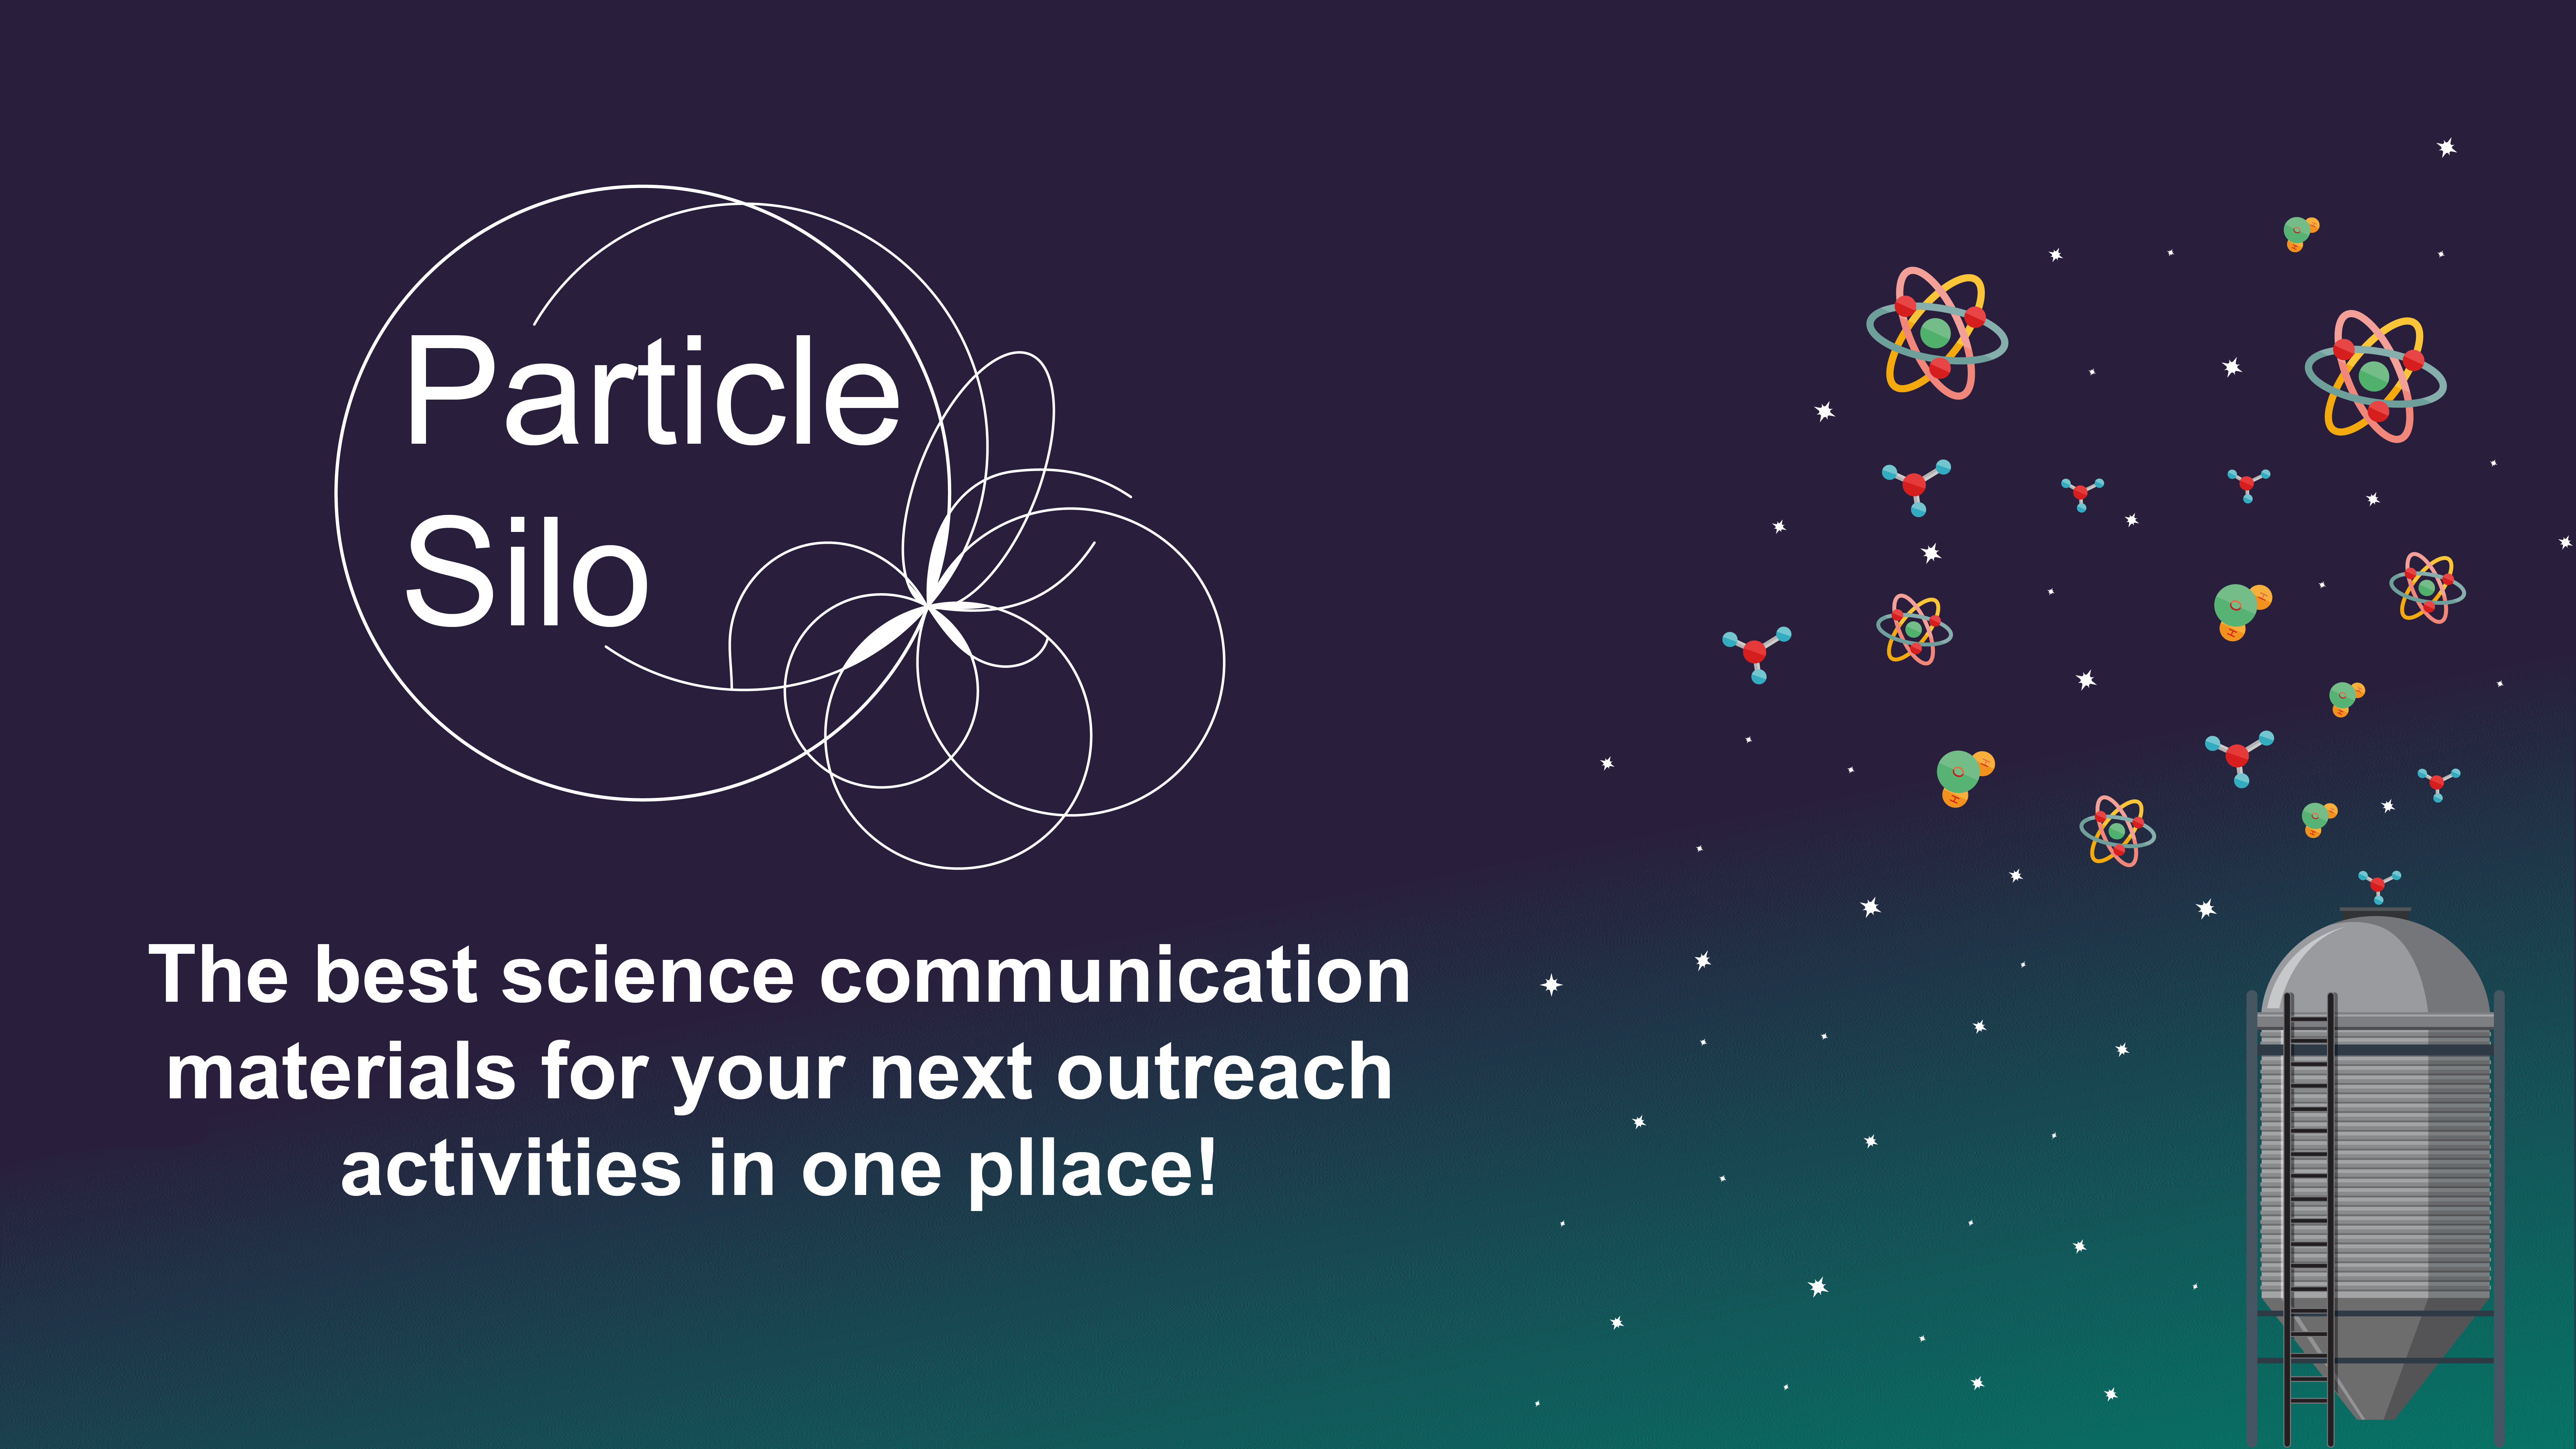 Particle
Silo
The best science communication
materials for your next outreach
activities in one pllace!
O
H
H
O
H
H
O
H
H
O
H
H
O
H
H